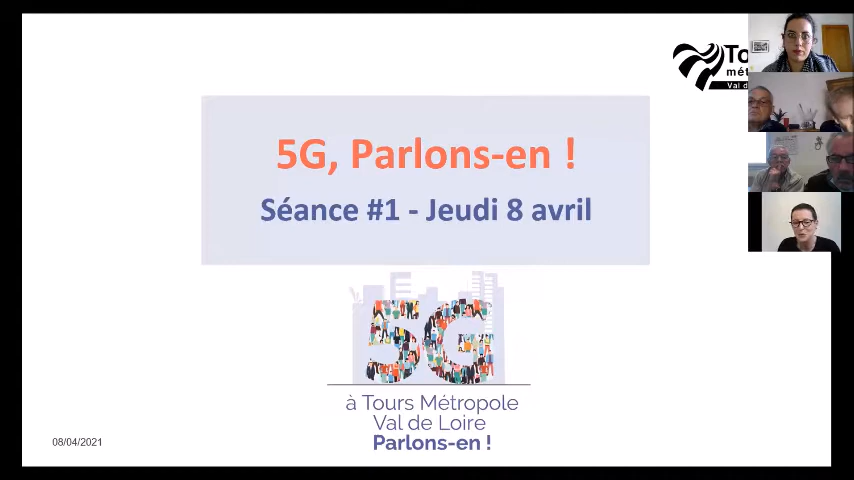 5G, Parlons-en !
Séance #1 - Jeudi 8 avril
5G
à Tours Métropole
Val de Loire
Parlons-en !
08/04/2021